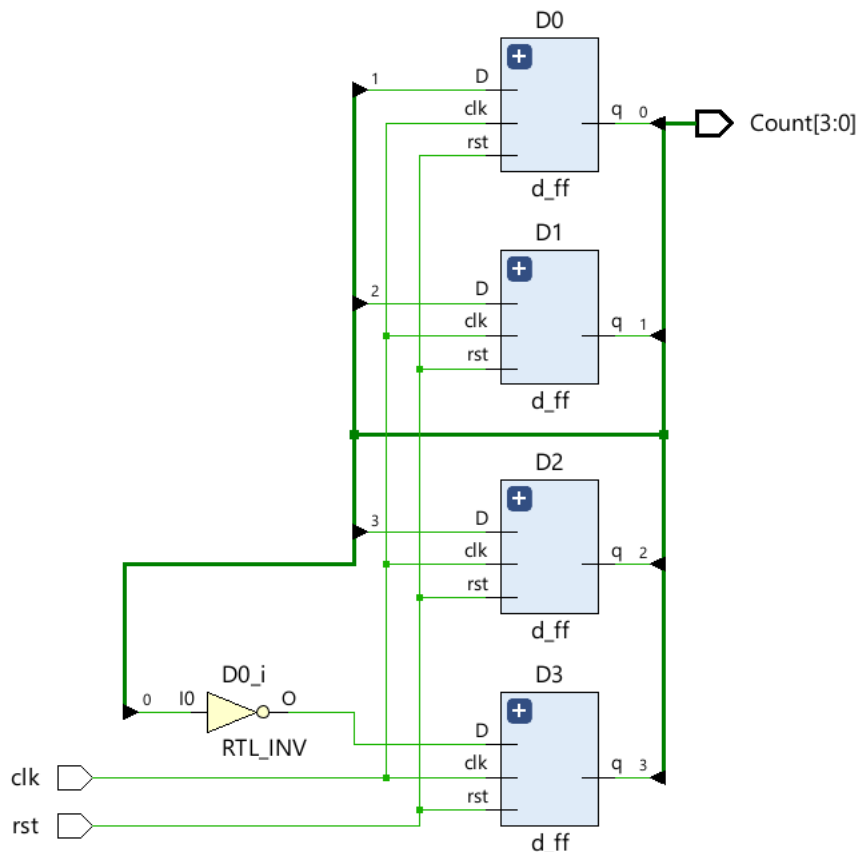 D0
1
D
clk
rst
q
0
Count[3:0]
d_ff
D1
2
D
clk
rst
q
1
d_ff
D2
3
D
clk
rst
q
2
d_ff
D0_i
0
I0
O
RTL_INV
D3
D
clk
rst
q
3
d_ff
clk
rst